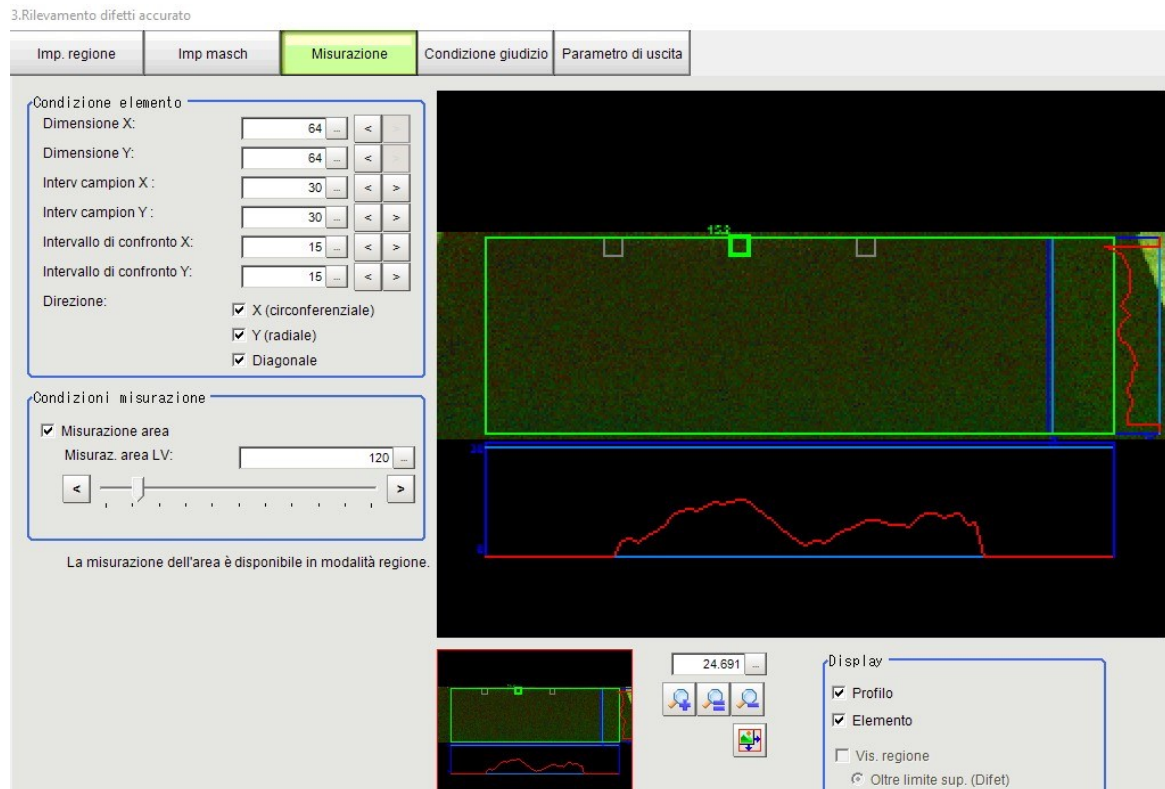 3.Rilevamento difetti accurato
Imp. regione
Imp masch
Misurazione
Condizione giudizio
Parametro di uscita
Condizione elemento
Dimensione X:
64 ... <
Dimensione Y:
64 ... <
Interv campion X :
30 ... < >
Interv campion Y :
30 ... < >
Intervallo di confronto X:
15 ... < >
Intervallo di confronto Y:
15 ... < >
Direzione:
X (circonferenziale)
Y (radiale)
Diagonale
Condizioni misurazione
Misurazione area
Misuraz. area LV:
120 ...
< >
La misurazione dell'area è disponibile in modalità regione.
24.691 ...
Display
Profilo
Elemento
Vis. regione
Oltre limite sup. (Difet)